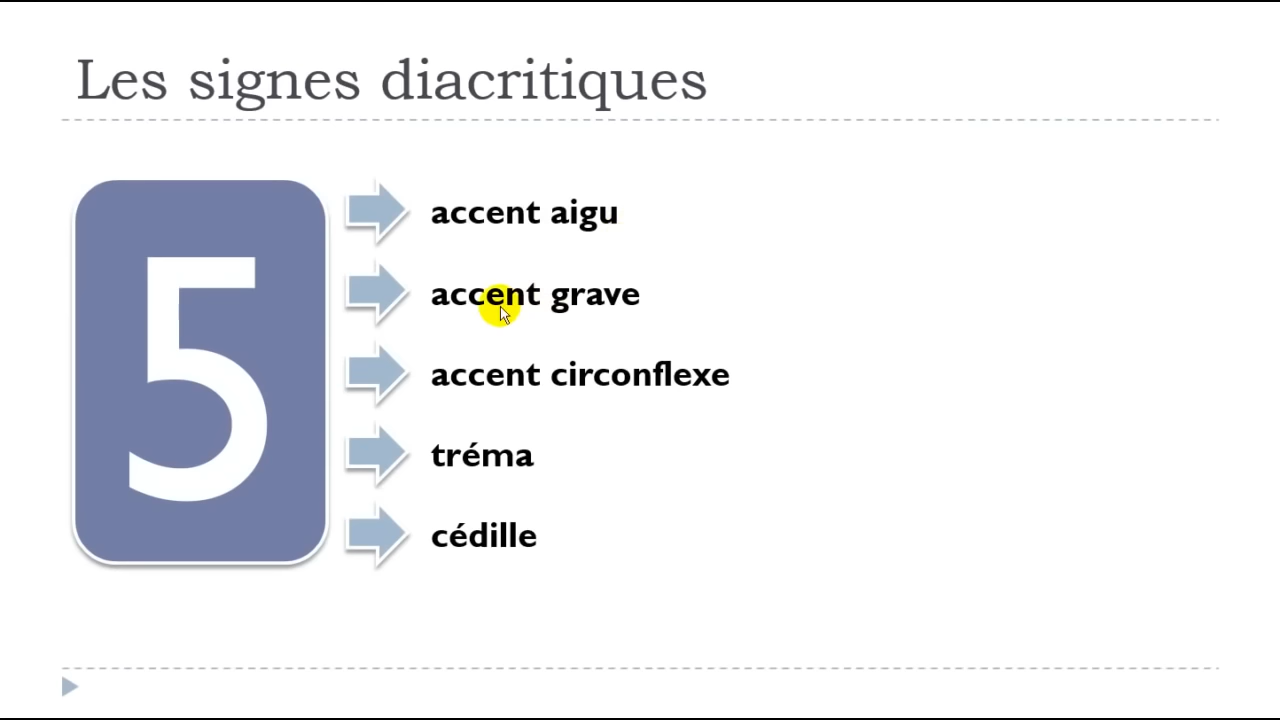 Les signes diacritiques
5
accent aigu
accent grave
accent circonflexe
tréma
cédille